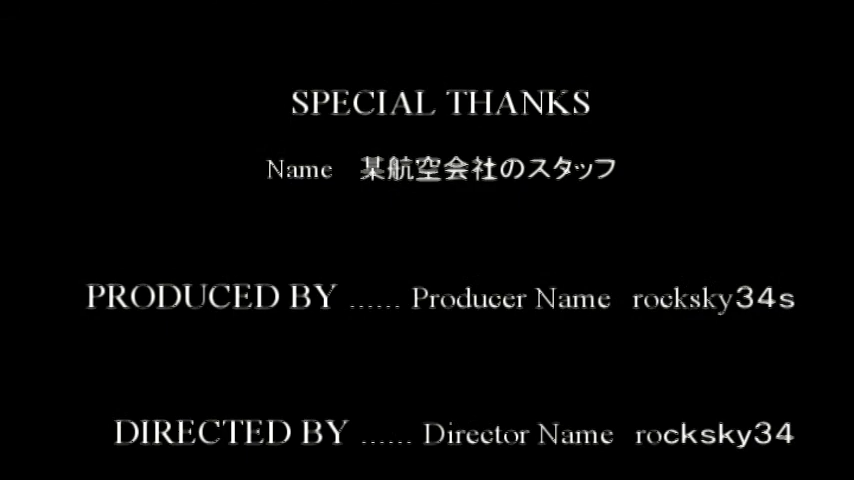 SPECIAL THANKS
Name　某航空会社のスタッフ
PRODUCED BY ...... Producer Name rocksky34s
DIRECTED BY ...... Director Name rocksky34